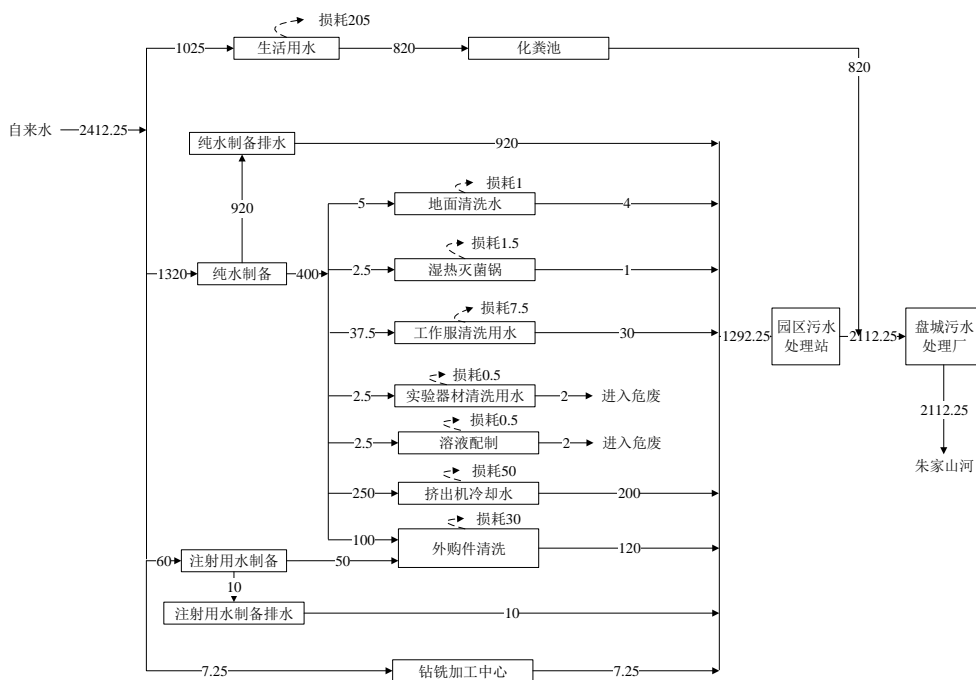 损耗205
1025
生活用水
820
化粪池
820
自来水
2412.25
纯水制备排水
920
920
损耗1
5
地面清洗水
4
损耗1.5
1320
纯水制备
400
2.5
湿热灭菌锅
1
损耗7.5
37.5
工作服清洗用水
30
1292.25
园区污水
处理站
2112.25
盘城污水
处理厂
2112.25
朱家山河
损耗0.5
2.5
实验器材清洗用水
2
进入危废
损耗0.5
2.5
溶液配制
2
进入危废
损耗50
250
挤出机冷却水
200
损耗30
100
外购件清洗
120
60
注射用水制备
50
10
注射用水制备排水
10
7.25
钻铣加工中心
7.25